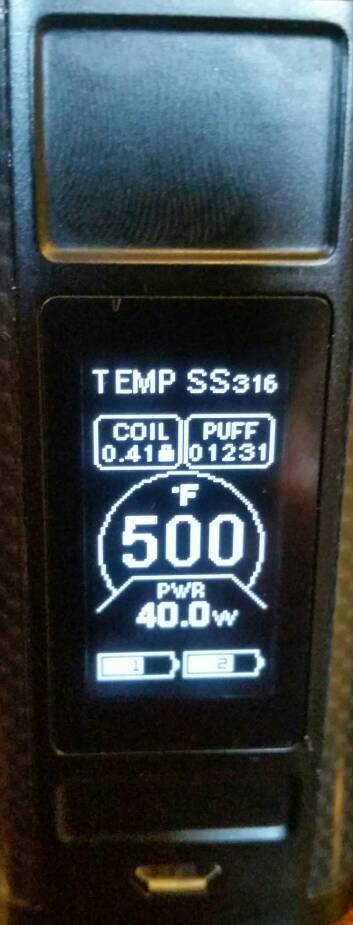 TEMP SS316
COIL PUFF
0.41 01231
°F
500
PWR
40.0W
1 2